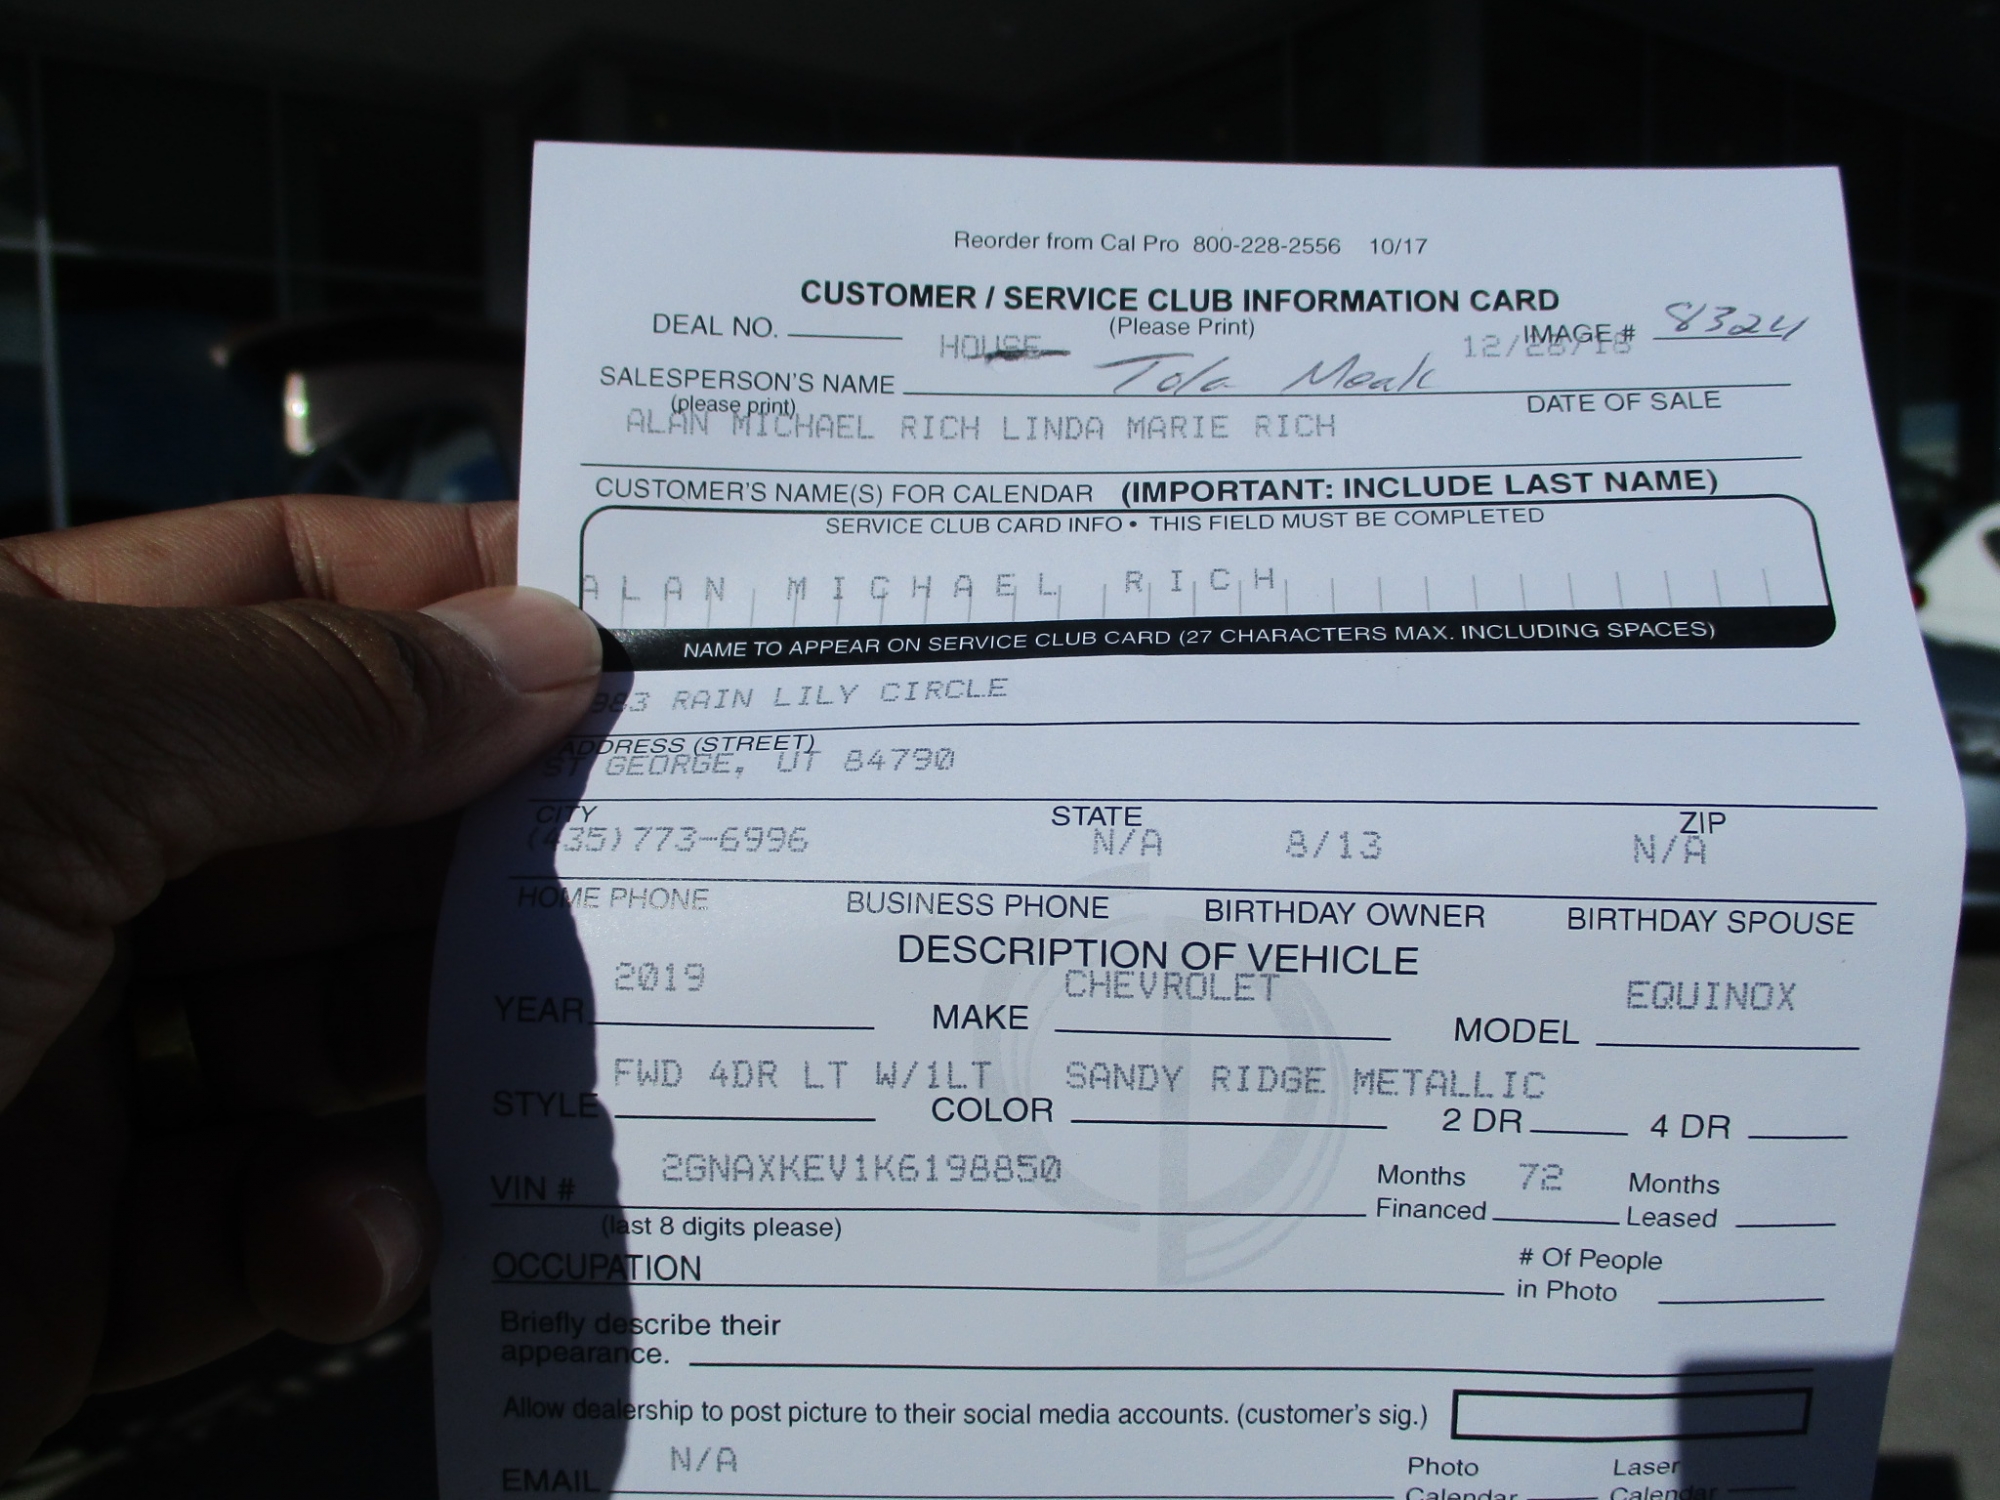 Reorder from Cal Pro 800-228-2556 10/17
CUSTOMER / SERVICE CLUB INFORMATION CARD
DEAL NO. (Please Print) IMAGE # 8324
HOUSE 12/28/18
SALESPERSON'S NAME Tola Meak
(please print) DATE OF SALE
ALAN MICHAEL RICH LINDA MARIE RICH
CUSTOMER'S NAME(S) FOR CALENDAR (IMPORTANT: INCLUDE LAST NAME)
SERVICE CLUB CARD INFO • THIS FIELD MUST BE COMPLETED
ALAN MICHAEL RICH
NAME TO APPEAR ON SERVICE CLUB CARD (27 CHARACTERS MAX. INCLUDING SPACES)
983 RAIN LILY CIRCLE
ADDRESS (STREET)
ST GEORGE, UT 84790
CITY STATE ZIP
(435)773-6996 N/A 8/13 N/A
HOME PHONE BUSINESS PHONE BIRTHDAY OWNER BIRTHDAY SPOUSE
DESCRIPTION OF VEHICLE
2019 CHEVROLET EQUINOX
YEAR MAKE MODEL
FWD 4DR LT W/1LT SANDY RIDGE METALLIC
STYLE COLOR 2 DR 4 DR
VIN # 2GNAXKEV1K6198850 Months Financed 72 Months Leased
(last 8 digits please)
OCCUPATION # Of People in Photo
Briefly describe their
appearance.
Allow dealership to post picture to their social media accounts. (customer's sig.)
N/A
EMAIL Photo Calendar Laser Calendar